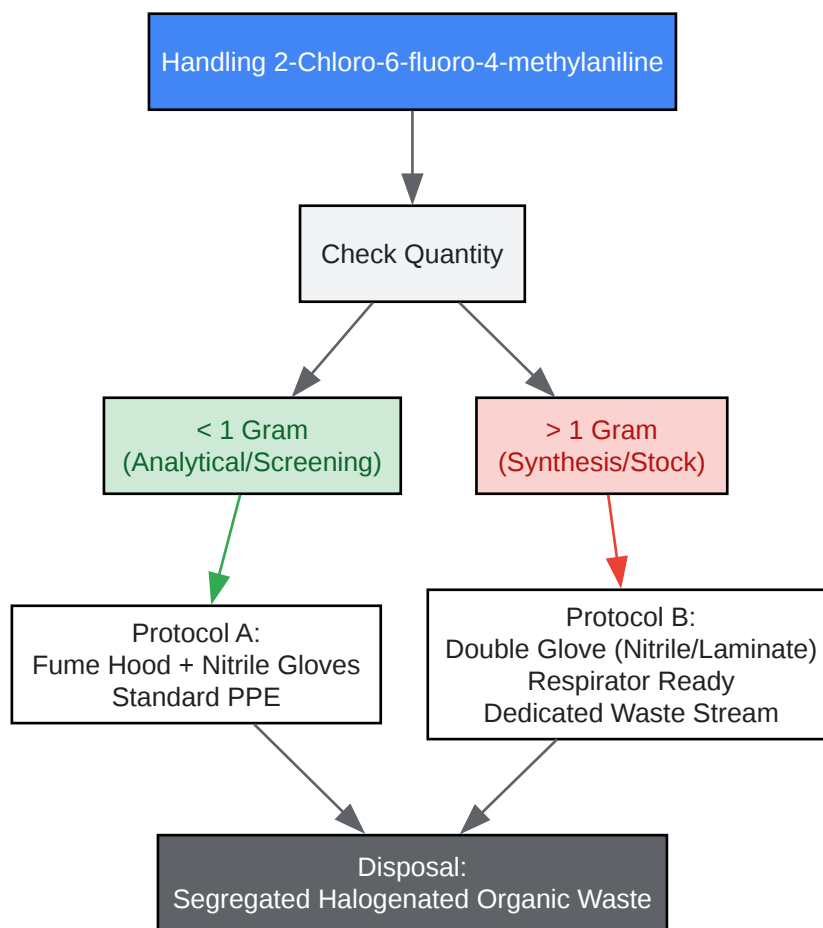 Handling 2-Chloro-6-fluoro-4-methylaniline
Check Quantity
< 1 Gram
(Analytical/Screening)
> 1 Gram
(Synthesis/Stock)
Protocol A:
Fume Hood + Nitrile Gloves
Standard PPE
Protocol B:
Double Glove (Nitrile/Laminate)
Respirator Ready
Dedicated Waste Stream
Disposal:
Segregated Halogenated Organic Waste